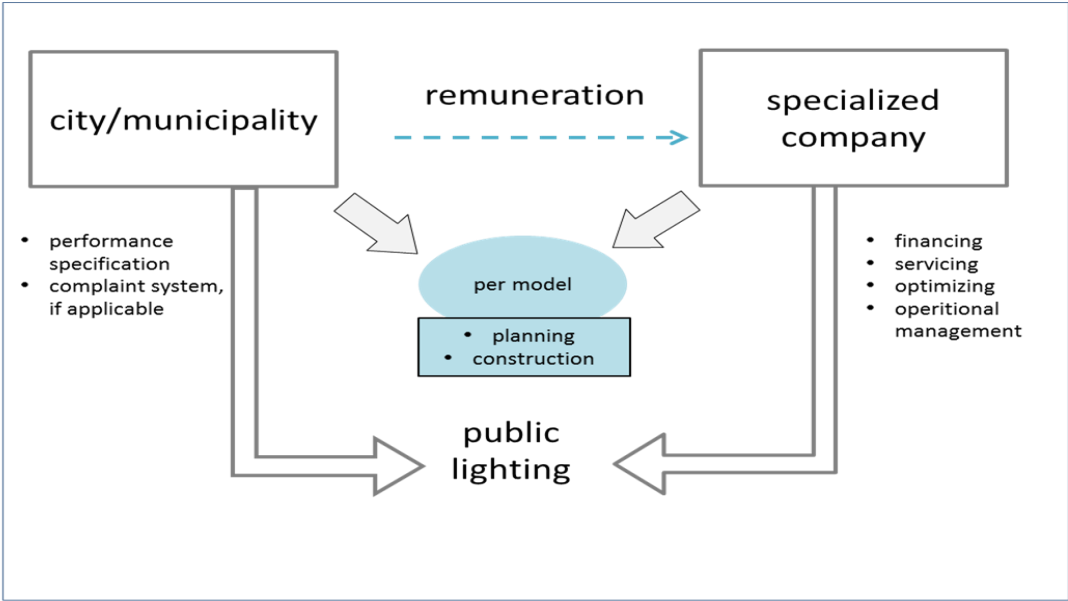 city/municipality
remuneration
specialized
company
• performance
specification
• complaint system,
if applicable
per model
• planning
• construction
• financing
• servicing
• optimizing
• operitional
management
public
lighting